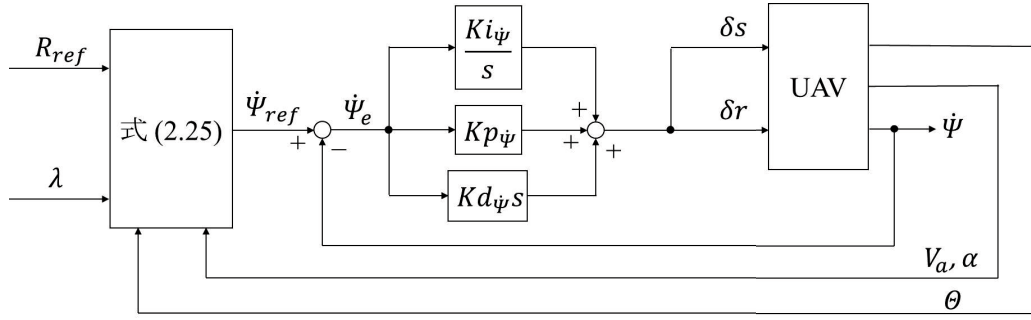 R_ref
λ
式 (2.25)
Ψ̇_ref
+
−
Ψ̇_e
Ki_Ψ̇
s
Kp_Ψ̇
Kd_Ψ̇ s
+
+
+
δs
δr
UAV
Ψ̇
V_a, α
Θ